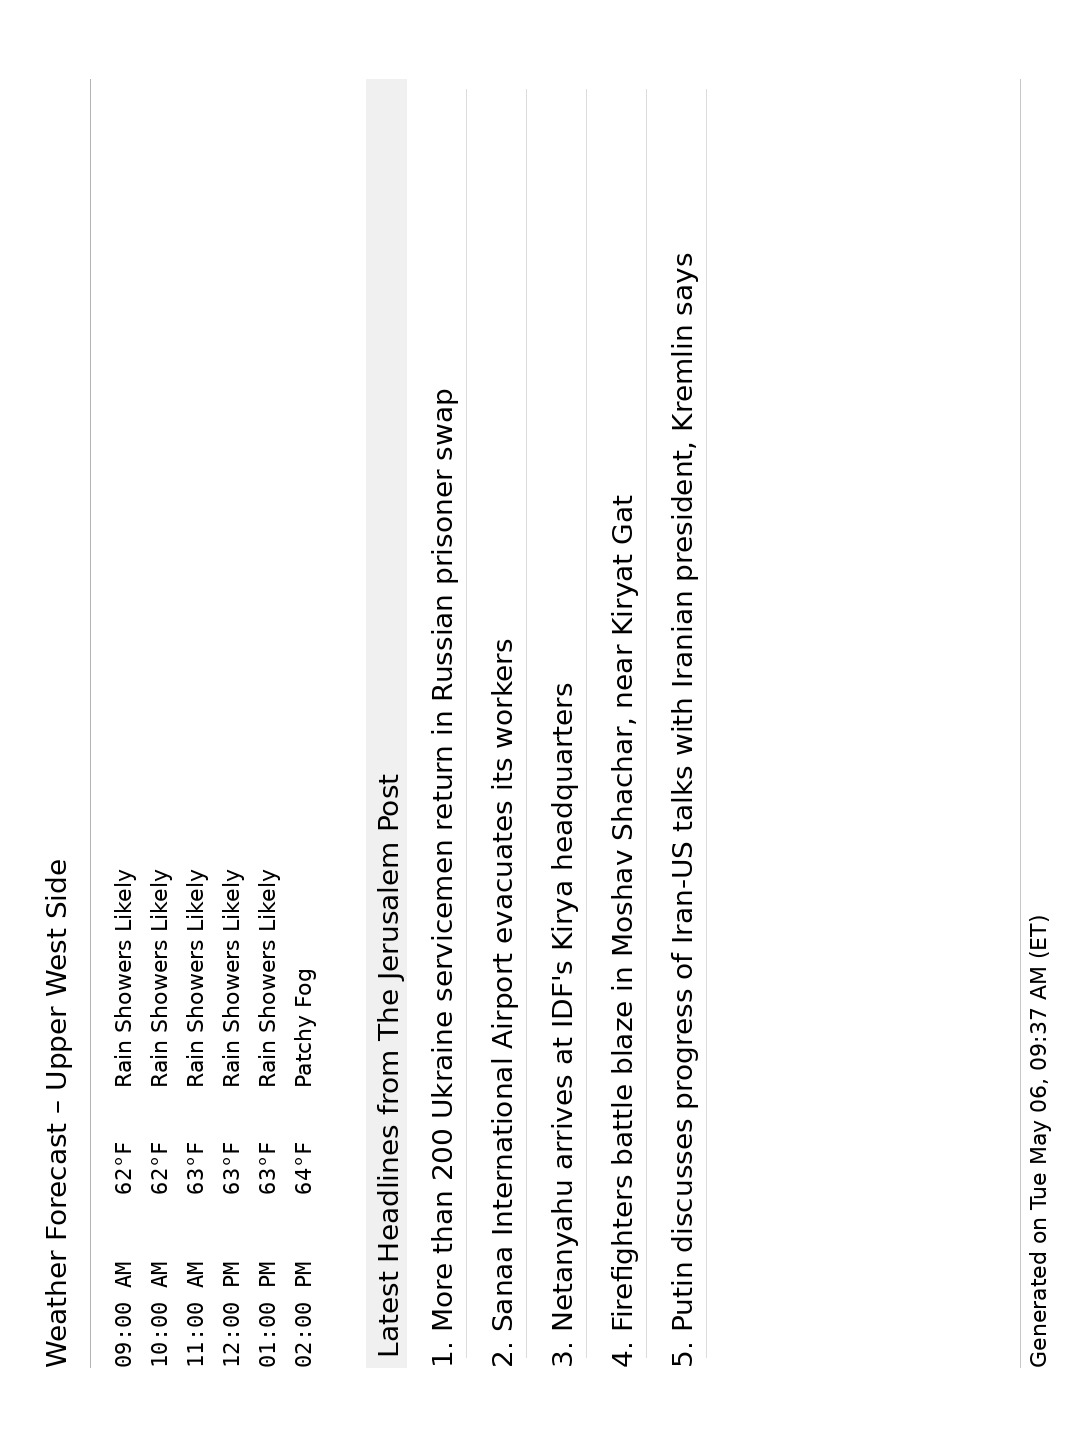 Weather Forecast – Upper West Side
09:00 AM 62°F Rain Showers Likely
10:00 AM 62°F Rain Showers Likely
11:00 AM 63°F Rain Showers Likely
12:00 PM 63°F Rain Showers Likely
01:00 PM 63°F Rain Showers Likely
02:00 PM 64°F Patchy Fog
Latest Headlines from The Jerusalem Post
1. More than 200 Ukraine servicemen return in Russian prisoner swap
2. Sanaa International Airport evacuates its workers
3. Netanyahu arrives at IDF's Kirya headquarters
4. Firefighters battle blaze in Moshav Shachar, near Kiryat Gat
5. Putin discusses progress of Iran-US talks with Iranian president, Kremlin says
Generated on Tue May 06, 09:37 AM (ET)